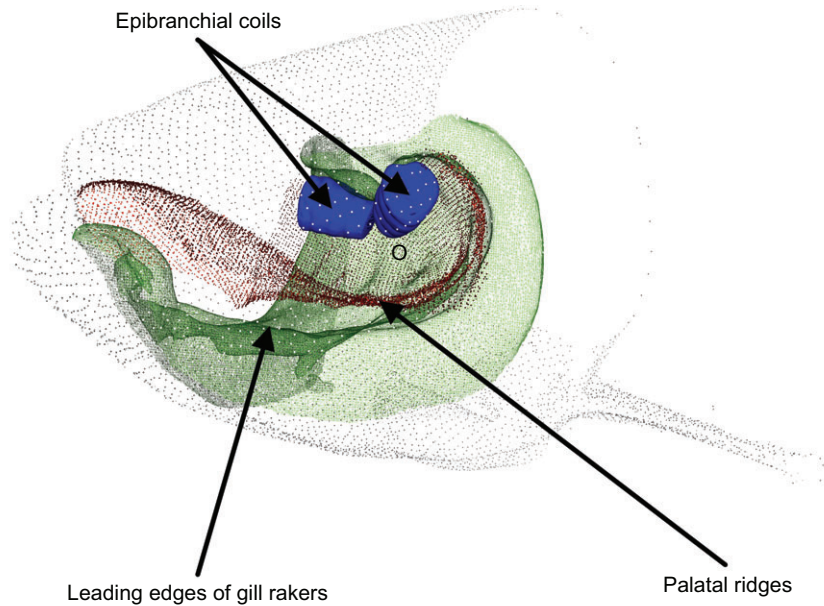 Epibranchial coils
O
Leading edges of gill rakers
Palatal ridges